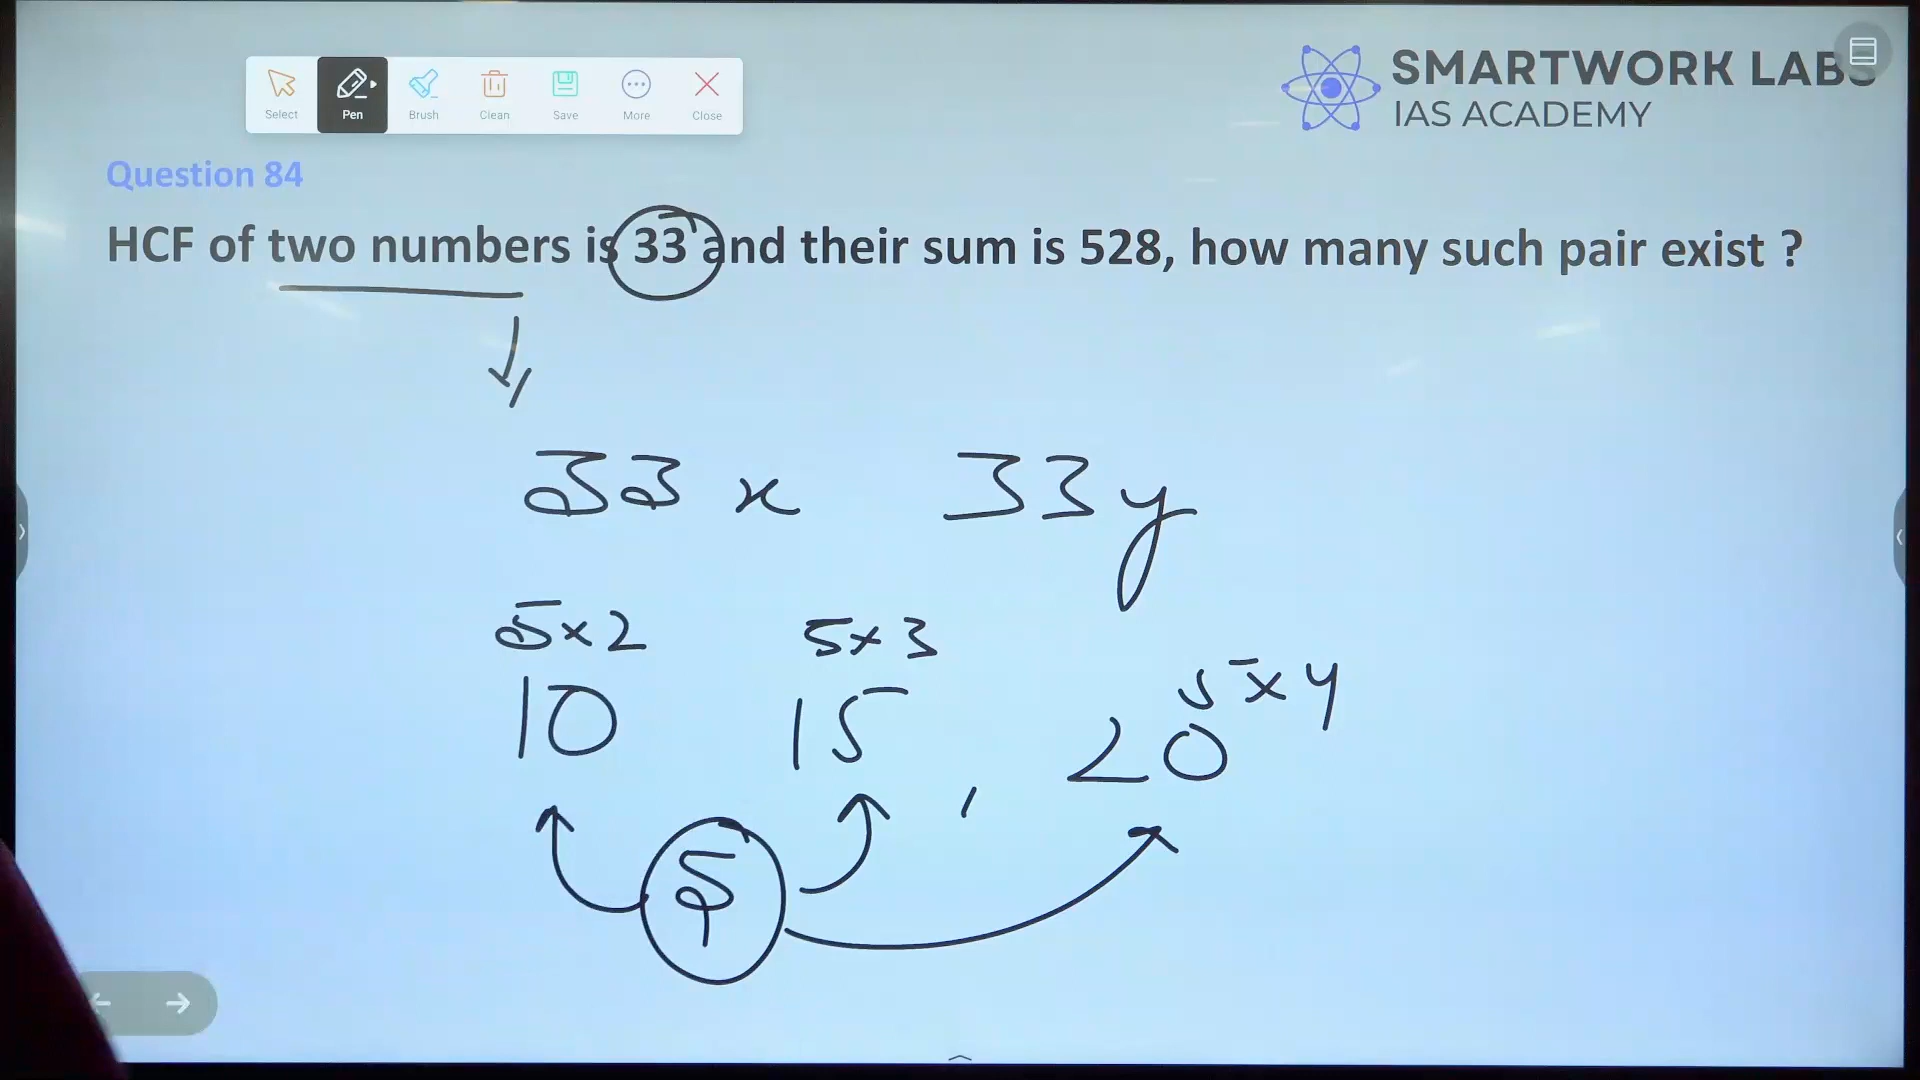 SMARTWORK LABS
IAS ACADEMY
Select Pen Brush Clean Save More Close
Question 84
HCF of two numbers is 33 and their sum is 528, how many such pair exist ?
33x 33y
5×2 5×3 5×4
10 15 , 20
5